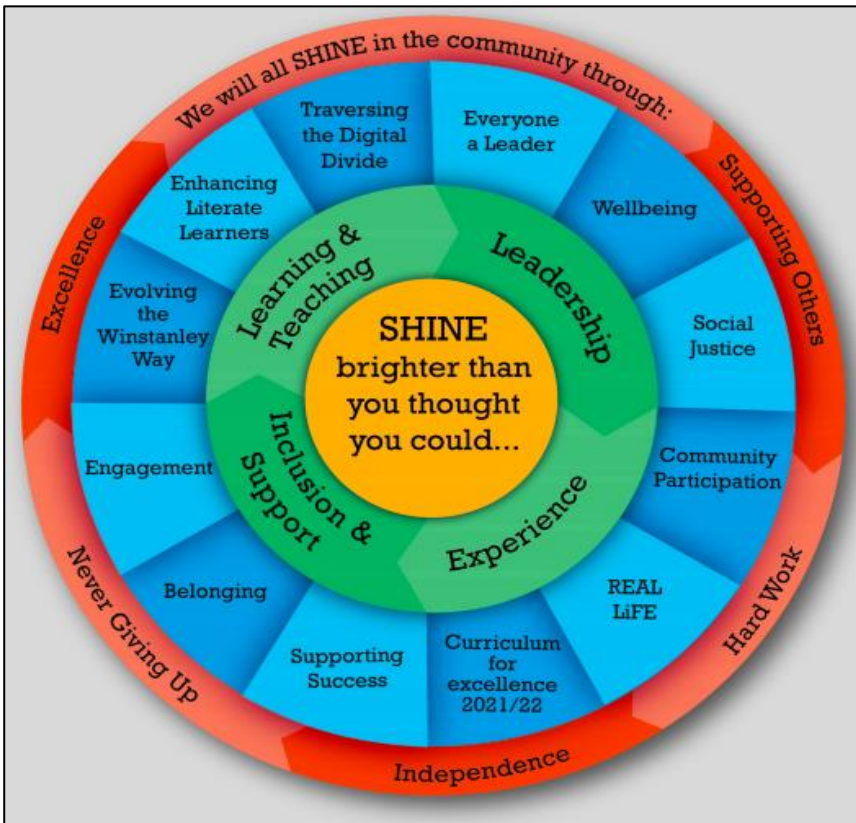 We will all SHINE in the community through:
Supporting Others
Hard Work
Independence
Never Giving Up
Excellence
Traversing
the Digital
Divide
Everyone
a Leader
Wellbeing
Social
Justice
Community
Participation
REAL
LiFE
Curriculum
for
excellence
2021/22
Supporting
Success
Belonging
Engagement
Evolving
the
Winstanley
Way
Enhancing
Literate
Learners
Learning &
Teaching
Leadership
Experience
Inclusion &
Support
SHINE
brighter than
you thought
you could...